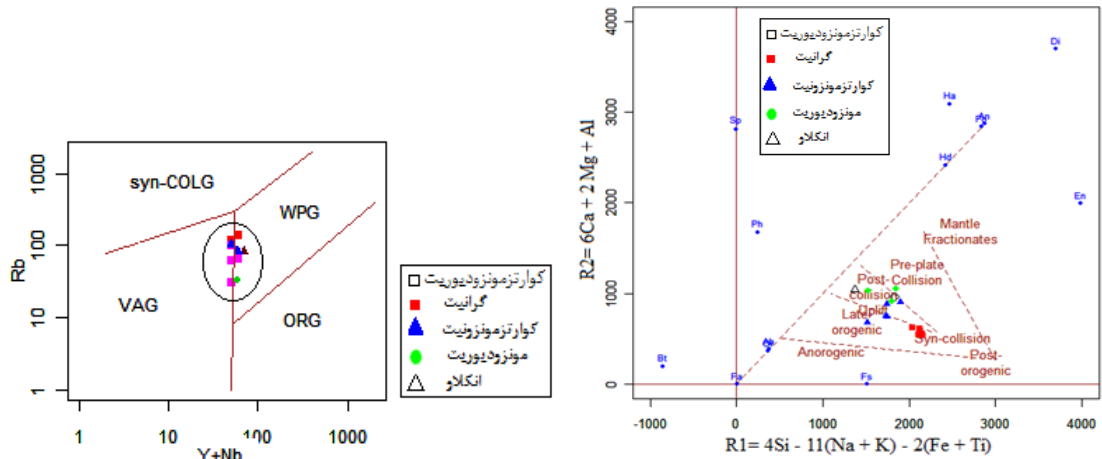 1000
100
10
1
Rb
syn-COLG
WPG
VAG
ORG
1
10
100
1000
Y+Nb
کوارتزمونزودیوریت
گرانیت
کوارتزمونزونیت
مونزودیوریت
انکلاو
4000
3000
2000
1000
0
R2= 6Ca + 2 Mg + Al
کوارتزمونزودیوریت
گرانیت
کوارتزمونزونیت
مونزودیوریت
انکلاو
Di
Ha
Sp
An
Hd
En
Ph
Mantle
Fractionates
Pre-plate
Collision
Post-
collision
Uplift
Late-
orogenic
Syn-collision
Anorogenic
Post-
orogenic
Ab
Bt
Fa
Fs
-1000
0
1000
2000
3000
4000
R1= 4Si - 11(Na + K) - 2(Fe + Ti)